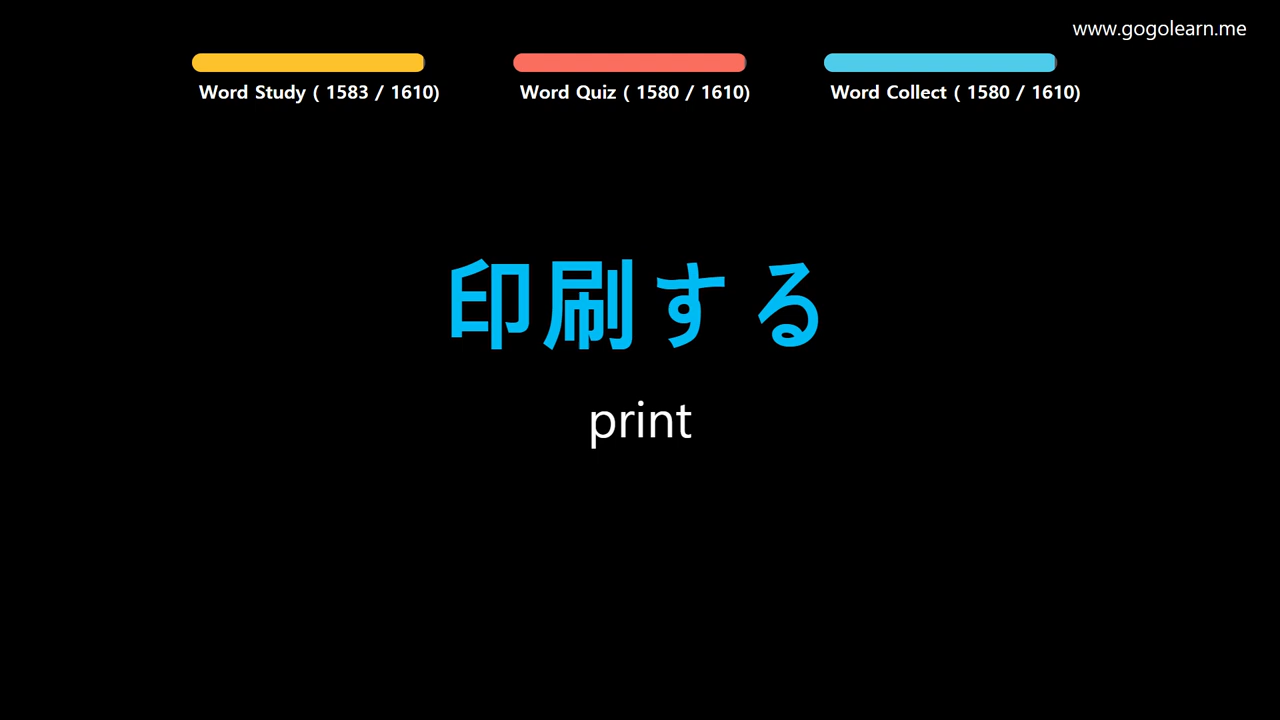 www.gogolearn.me
Word Study ( 1583 / 1610)
Word Quiz ( 1580 / 1610)
Word Collect ( 1580 / 1610)
印刷する
print